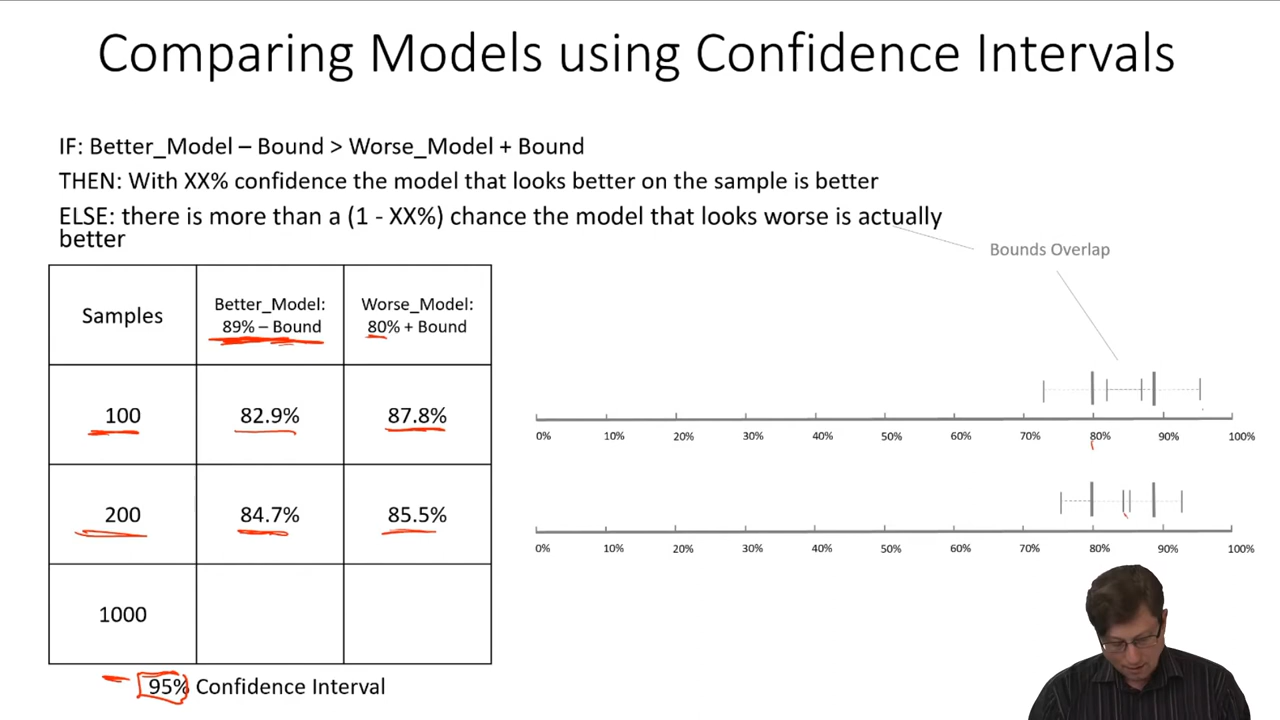 Comparing Models using Confidence Intervals
IF: Better_Model – Bound > Worse_Model + Bound
THEN: With XX% confidence the model that looks better on the sample is better
ELSE: there is more than a (1 - XX%) chance the model that looks worse is actually
better
Bounds Overlap
Samples
Better_Model:
89% – Bound
Worse_Model:
80% + Bound
100
82.9%
87.8%
0% 10% 20% 30% 40% 50% 60% 70% 80% 90% 100%
200
84.7%
85.5%
0% 10% 20% 30% 40% 50% 60% 70% 80% 90% 100%
1000
95% Confidence Interval